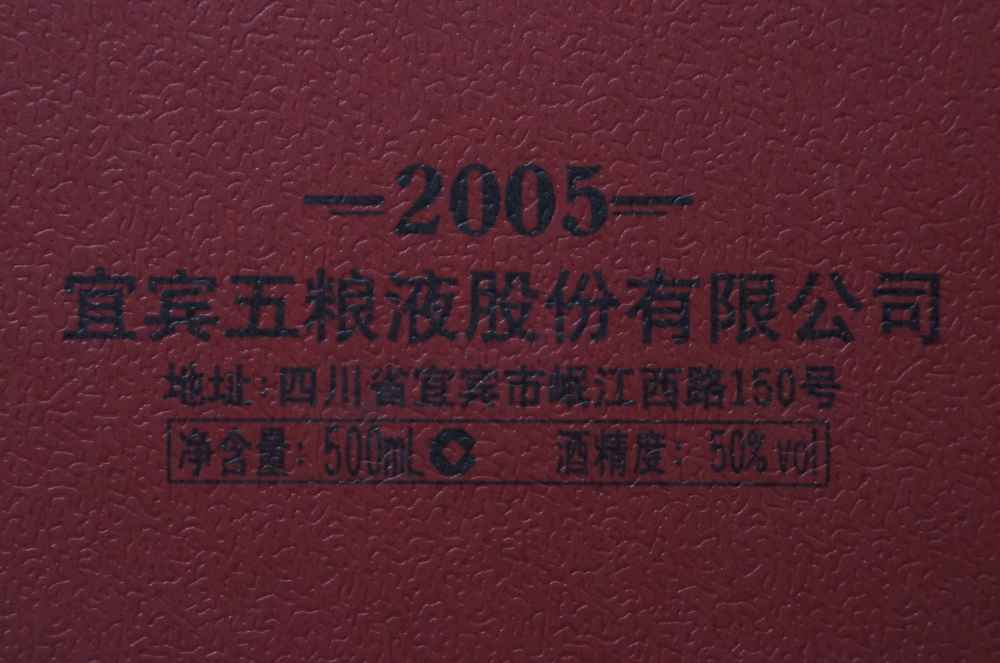 —2005—
宜宾五粮液股份有限公司
地址:四川省宜宾市岷江西路150号
净含量: 500mL C 酒精度: 50% vol